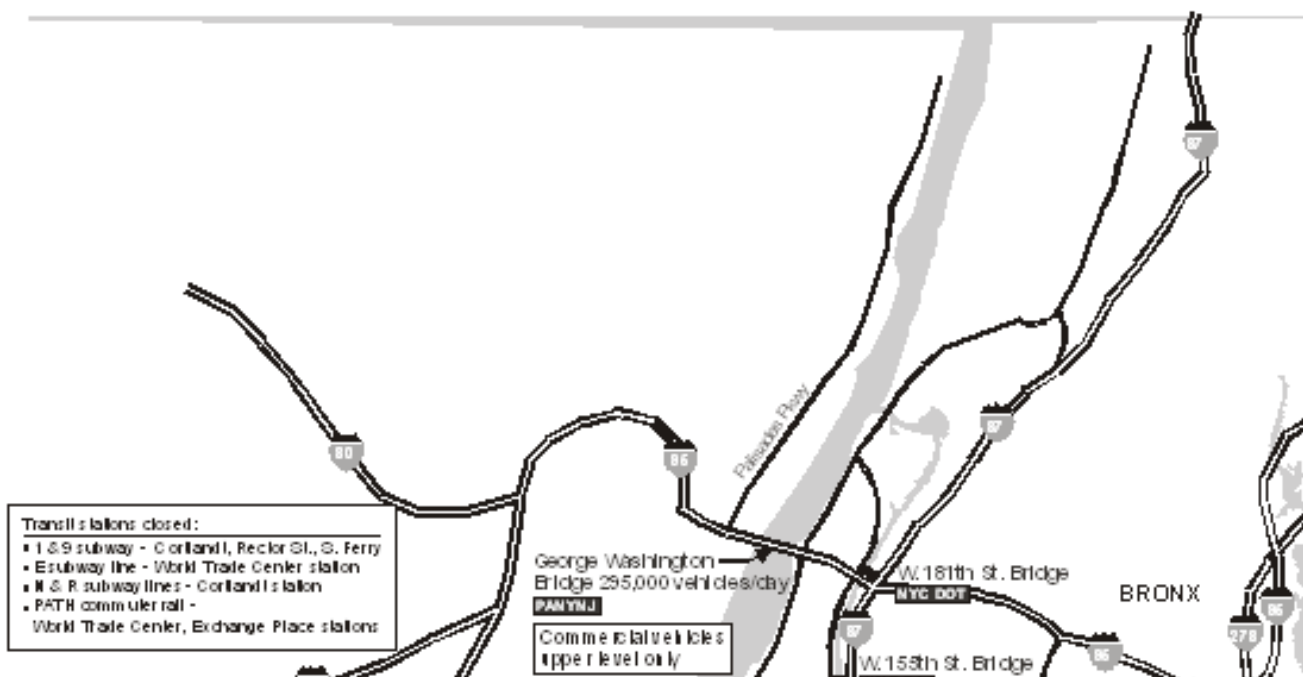 87
Palisades Pkwy
87
80
95
Transit stations closed:
• 1 & 9 subway - Cortlandt, Rector St., S. Ferry
• E subway line - World Trade Center station
• N & R subway lines - Cortlandt station
• PATH commuter rail -
World Trade Center, Exchange Place stations
George Washington
Bridge 295,000 vehicles/day
PANYNJ
Commercial vehicles
upper level only
W. 181th St. Bridge
NYC DOT
BRONX
87
95
278
95
W. 155th St. Bridge